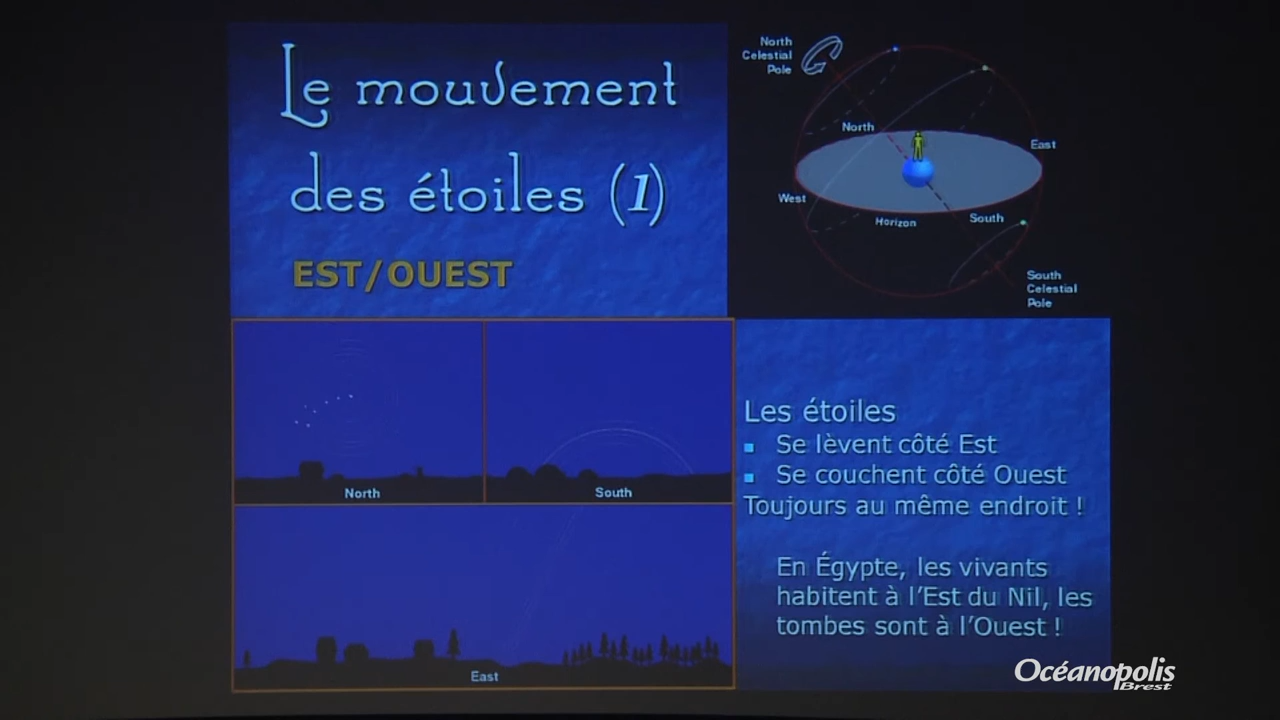 Le mouvement
des étoiles (1)
EST/OUEST
North
Celestial
Pole
North
East
West
Horizon
South
South
Celestial
Pole
North
South
East
Les étoiles
Se lèvent côté Est
Se couchent côté Ouest
Toujours au même endroit !
En Égypte, les vivants
habitent à l'Est du Nil, les
tombes sont à l'Ouest !
Océanopolis
Brest